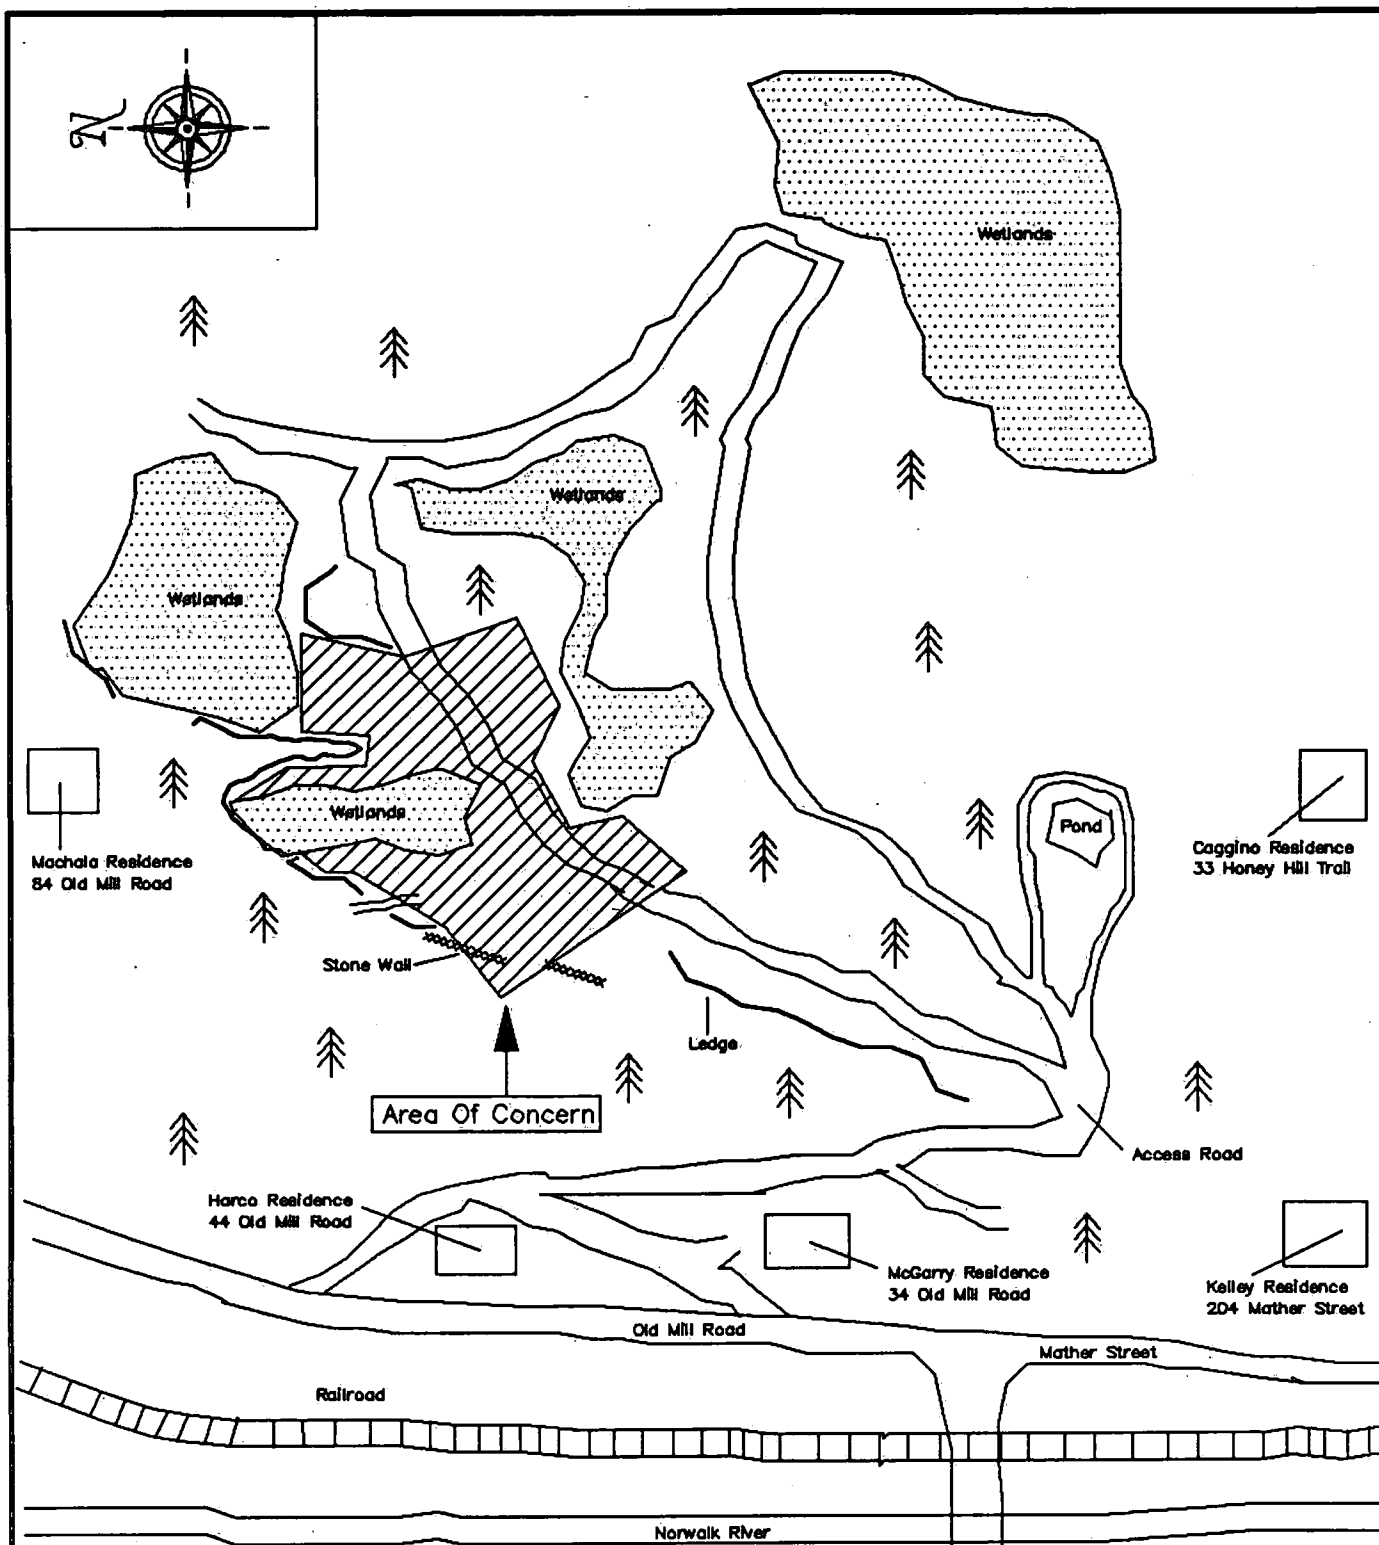 N
Wetlands
Wetlands
Wetlands
Wetlands
Pond
Machala Residence
84 Old Mill Road
Caggino Residence
33 Honey Hill Trail
Stone Wall
Ledge
Area Of Concern
Access Road
Harco Residence
44 Old Mill Road
McGarry Residence
34 Old Mill Road
Kelley Residence
204 Mather Street
Old Mill Road
Mather Street
Railroad
Norwalk River